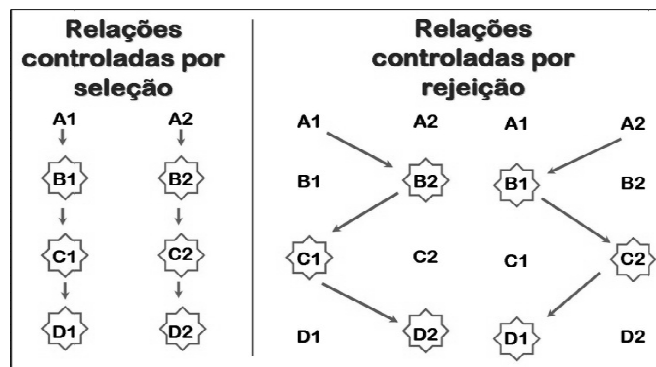 Relações
controladas por
seleção
A1 A2
B1 B2
C1 C2
D1 D2
Relações
controladas por
rejeição
A1 A2 A1 A2
B1 B2 B1 B2
C1 C2 C1 C2
D1 D2 D1 D2